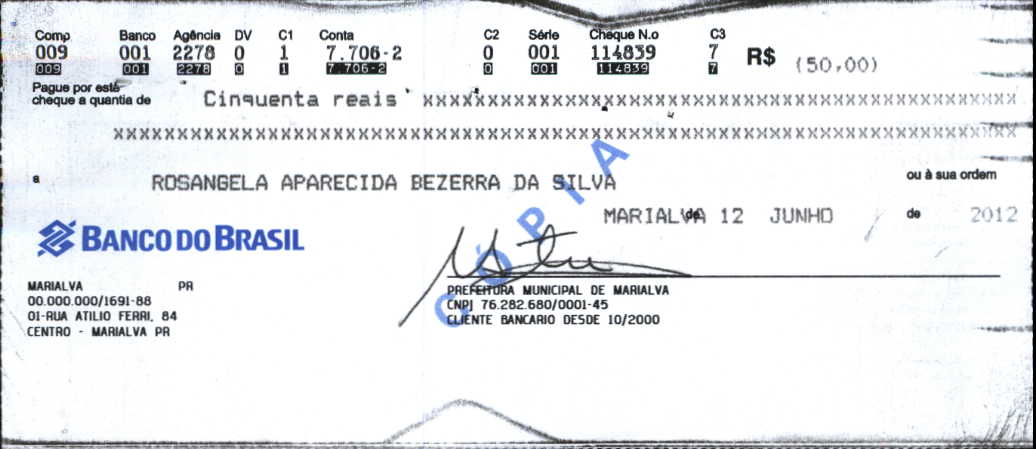 Comp Banco Agência DV C1 Conta C2 Série Cheque N.o C3
009 001 2278 0 1 7.706-2 0 001 114839 7 R$ (50,00)
009 001 2278 0 1 7.706-2 0 001 114839 7
Pague por este
cheque a quantia de Cinquenta reais xxxxxxxxxxxxxxxxxxxxxxxxxxxxxxxxxxxxxxxxxxxxxxxxx
xxxxxxxxxxxxxxxxxxxxxxxxxxxxxxxxxxxxxxxxxxxxxxxxxxxxxxxxxxxxxxxxxxxxxxxxxx
a ROSANGELA APARECIDA BEZERRA DA SILVA ou à sua ordem
MARIALVA de 12 JUNHO de 2012
CÓPIA
BANCO DO BRASIL
MARIALVA PR
00.000.000/1691-88
01-RUA ATILIO FERRI, 84
CENTRO - MARIALVA PR
PREFEITURA MUNICIPAL DE MARIALVA
CNPJ 76.282.680/0001-45
CLIENTE BANCARIO DESDE 10/2000